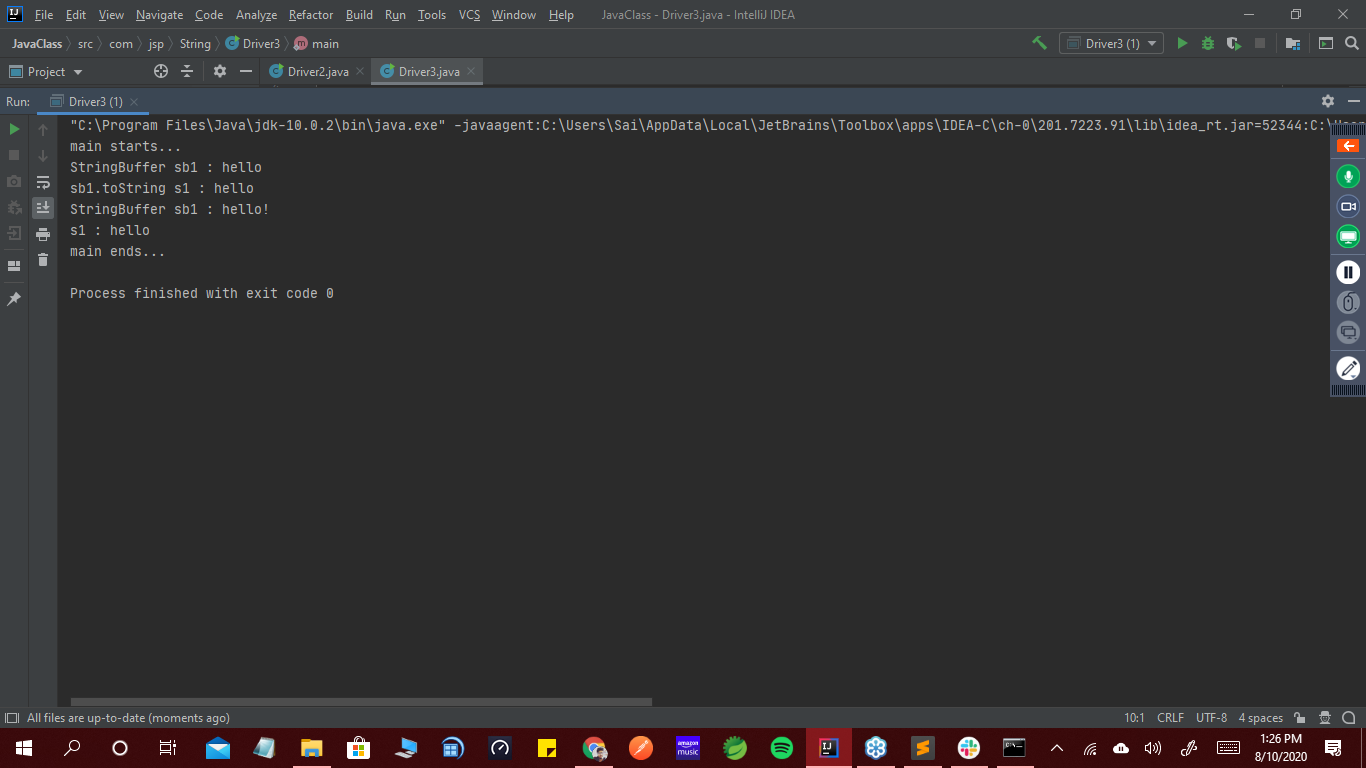 File Edit View Navigate Code Analyze Refactor Build Run Tools VCS Window Help JavaClass - Driver3.java - IntelliJ IDEA
JavaClass src com jsp String Driver3 main Driver3 (1)
Project Driver2.java Driver3.java
Run: Driver3 (1)
"C:\Program Files\Java\jdk-10.0.2\bin\java.exe" -javaagent:C:\Users\Sai\AppData\Local\JetBrains\Toolbox\apps\IDEA-C\ch-0\201.7223.91\lib\idea_rt.jar=52344:C:\
main starts...
StringBuffer sb1 : hello
sb1.toString s1 : hello
StringBuffer sb1 : hello!
s1 : hello
main ends...
Process finished with exit code 0
All files are up-to-date (moments ago) 10:1 CRLF UTF-8 4 spaces
amazon music
1:26 PM
8/10/2020